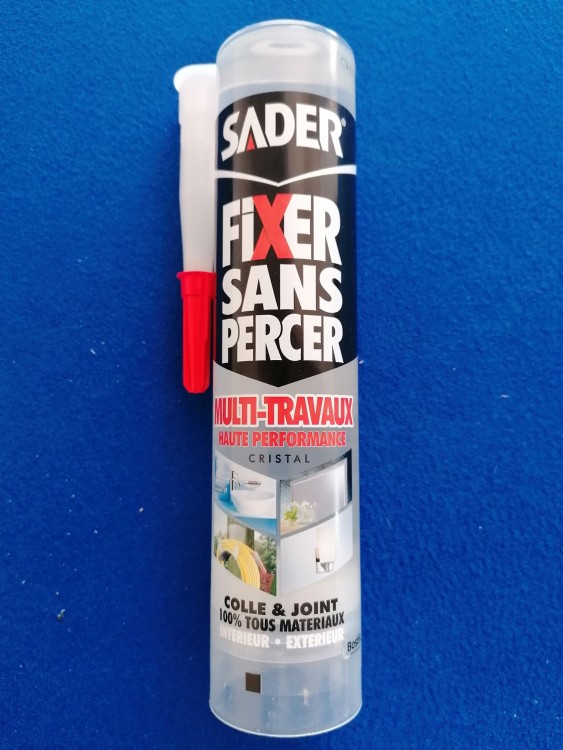 SADER®
FiXER
SANS
PERCER
MULTI-TRAVAUX
HAUTE PERFORMANCE
CRISTAL
COLLE & JOINT
100% TOUS MATERIAUX
INTERIEUR • EXTERIEUR